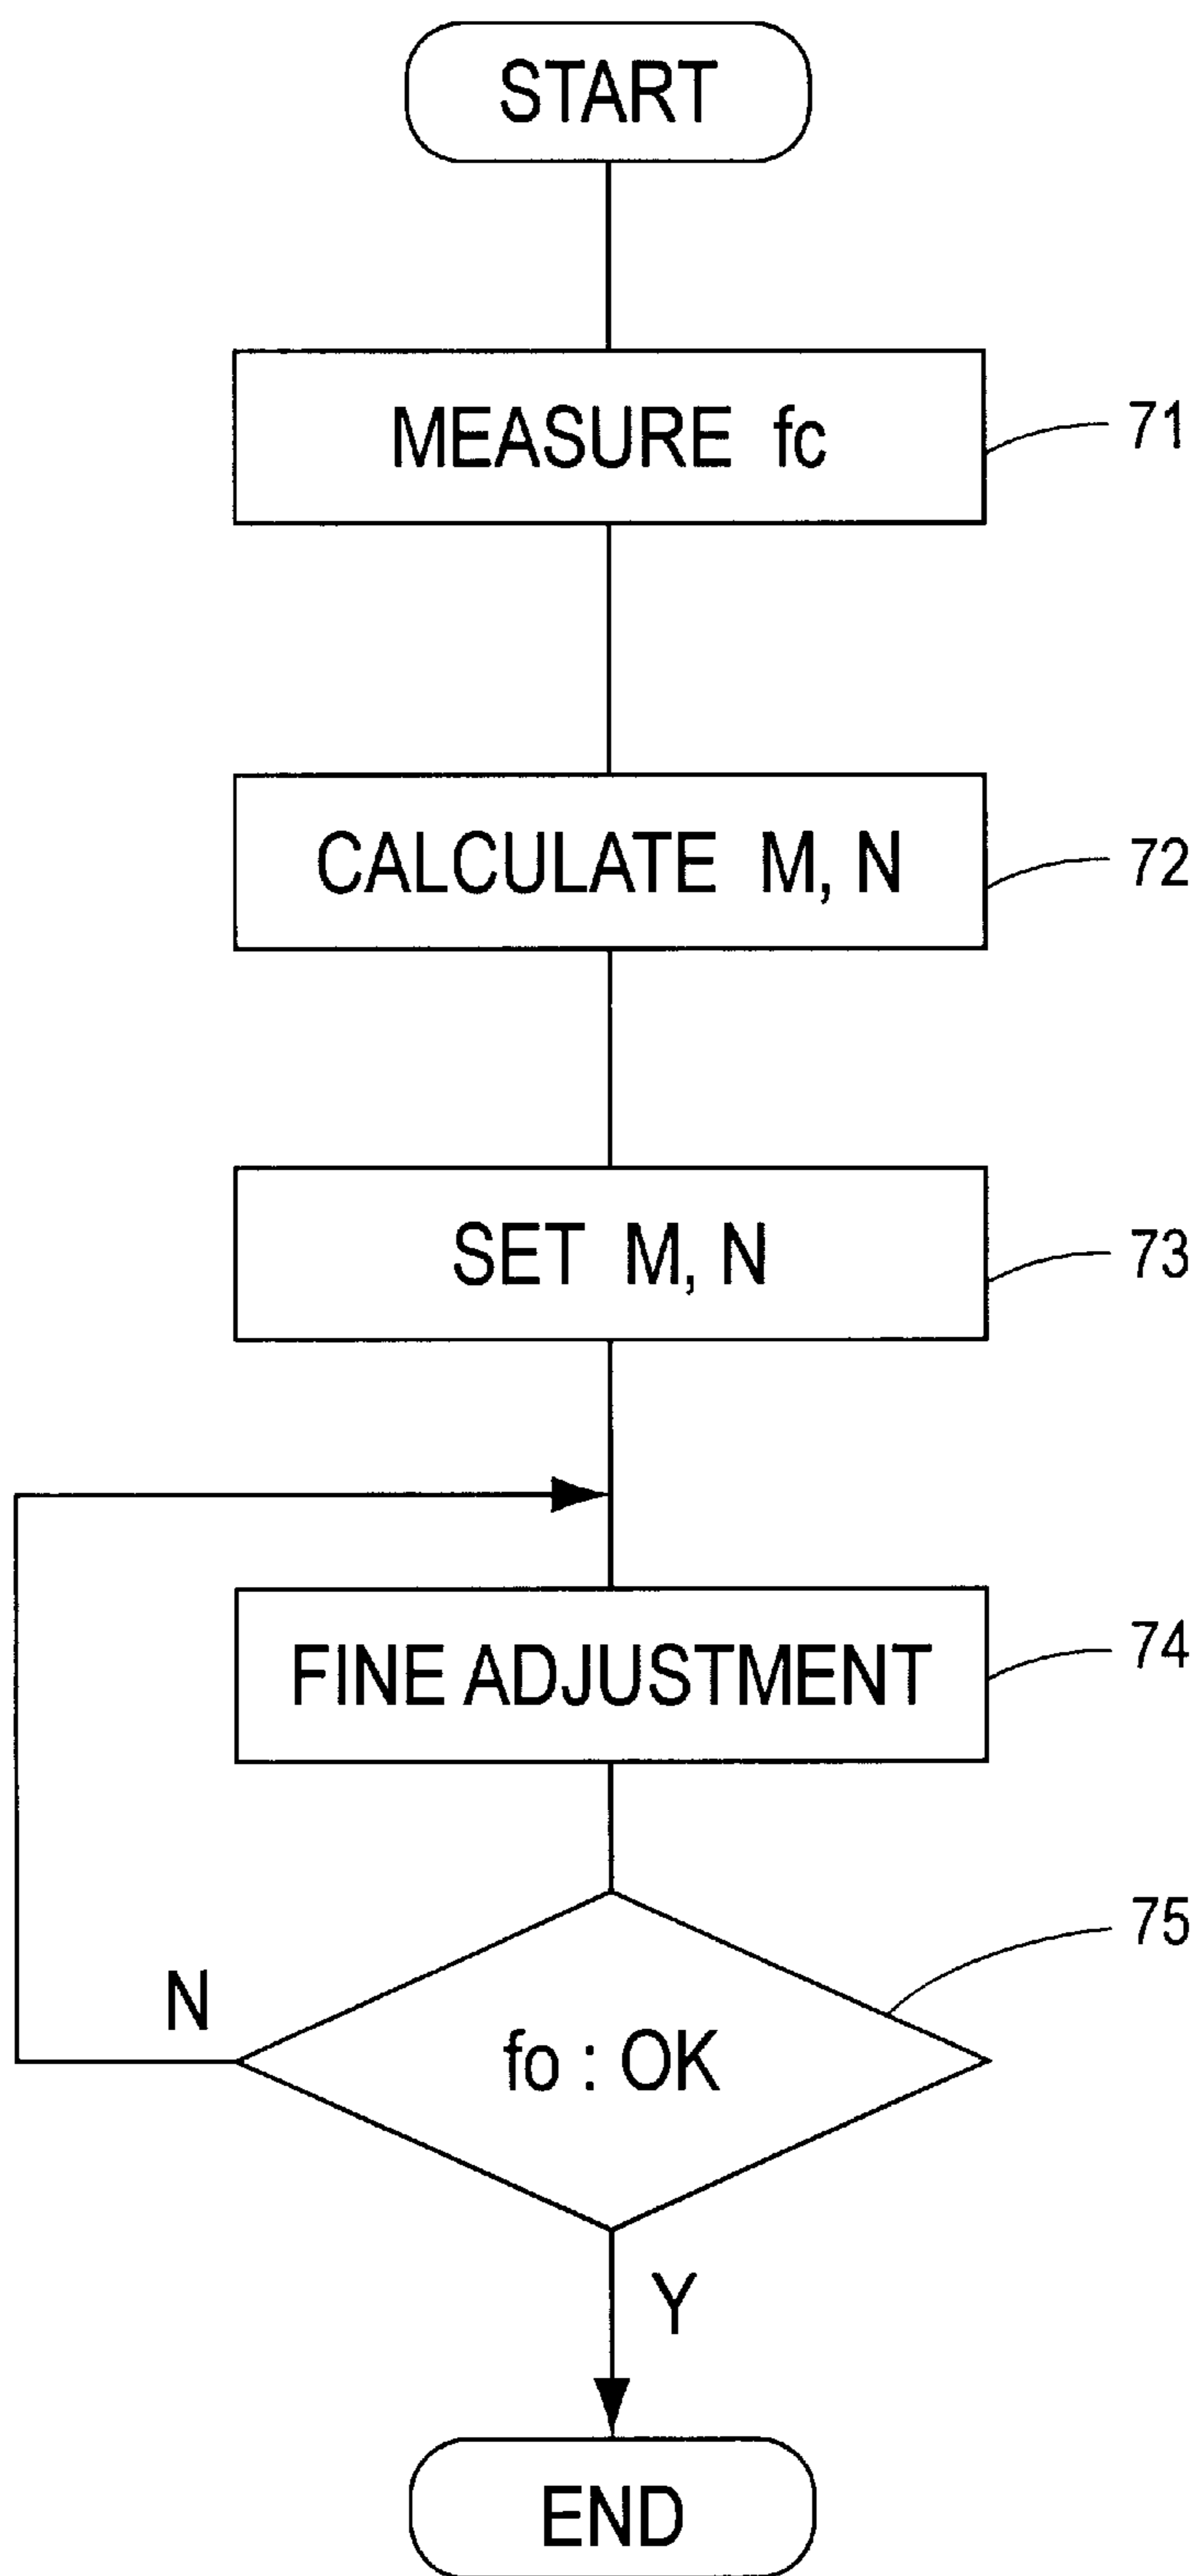 START
MEASURE fc
71
CALCULATE M, N
72
SET M, N
73
FINE ADJUSTMENT
74
75
N
fo : OK
Y
END